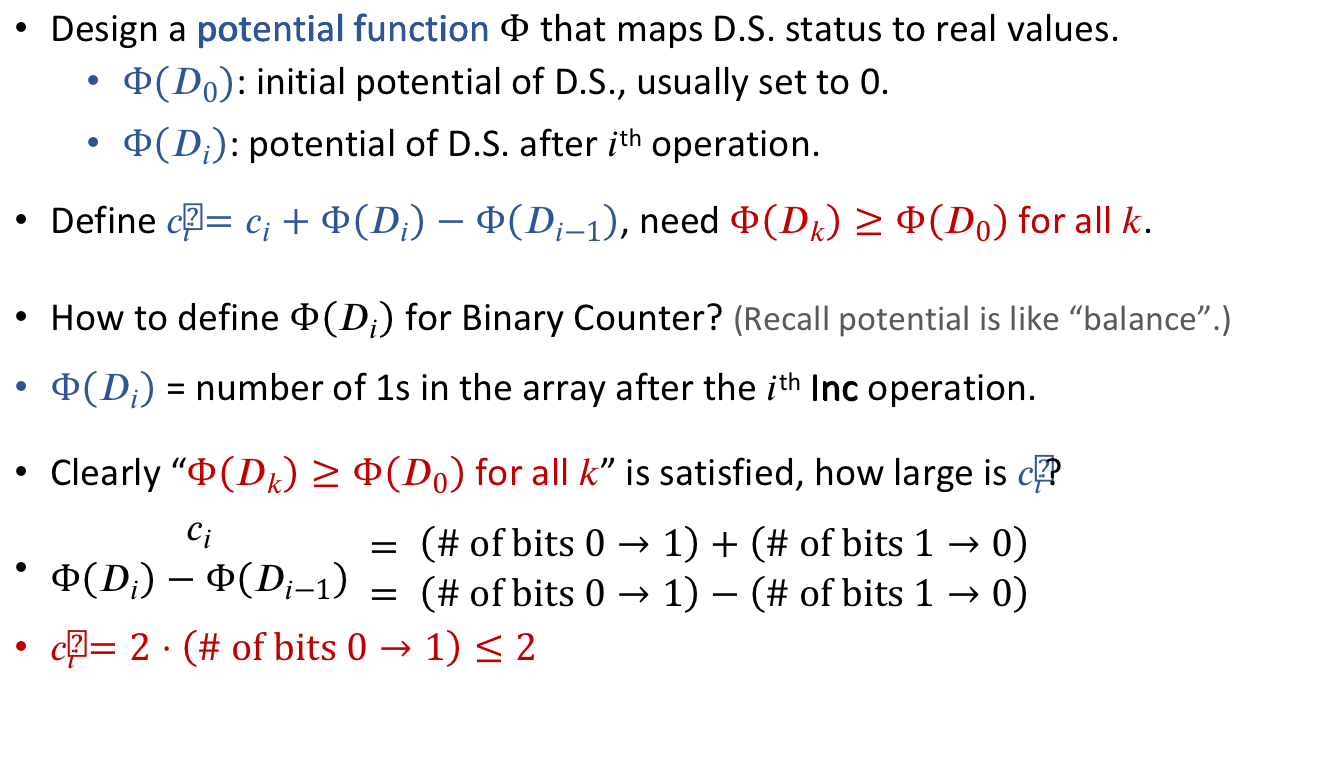 • Design a potential function Φ that maps D.S. status to real values.
• Φ(D₀): initial potential of D.S., usually set to 0.
• Φ(Dᵢ): potential of D.S. after iᵗʰ operation.
• Define cᵢ⍰ = cᵢ + Φ(Dᵢ) − Φ(Dᵢ₋₁), need Φ(Dₖ) ≥ Φ(D₀) for all k.
• How to define Φ(Dᵢ) for Binary Counter? (Recall potential is like “balance”.)
• Φ(Dᵢ) = number of 1s in the array after the iᵗʰ Inc operation.
• Clearly “Φ(Dₖ) ≥ Φ(D₀) for all k” is satisfied, how large is cᵢ⍰?
• cᵢ = (# of bits 0 → 1) + (# of bits 1 → 0)
Φ(Dᵢ) − Φ(Dᵢ₋₁) = (# of bits 0 → 1) − (# of bits 1 → 0)
• cᵢ⍰ = 2 · (# of bits 0 → 1) ≤ 2